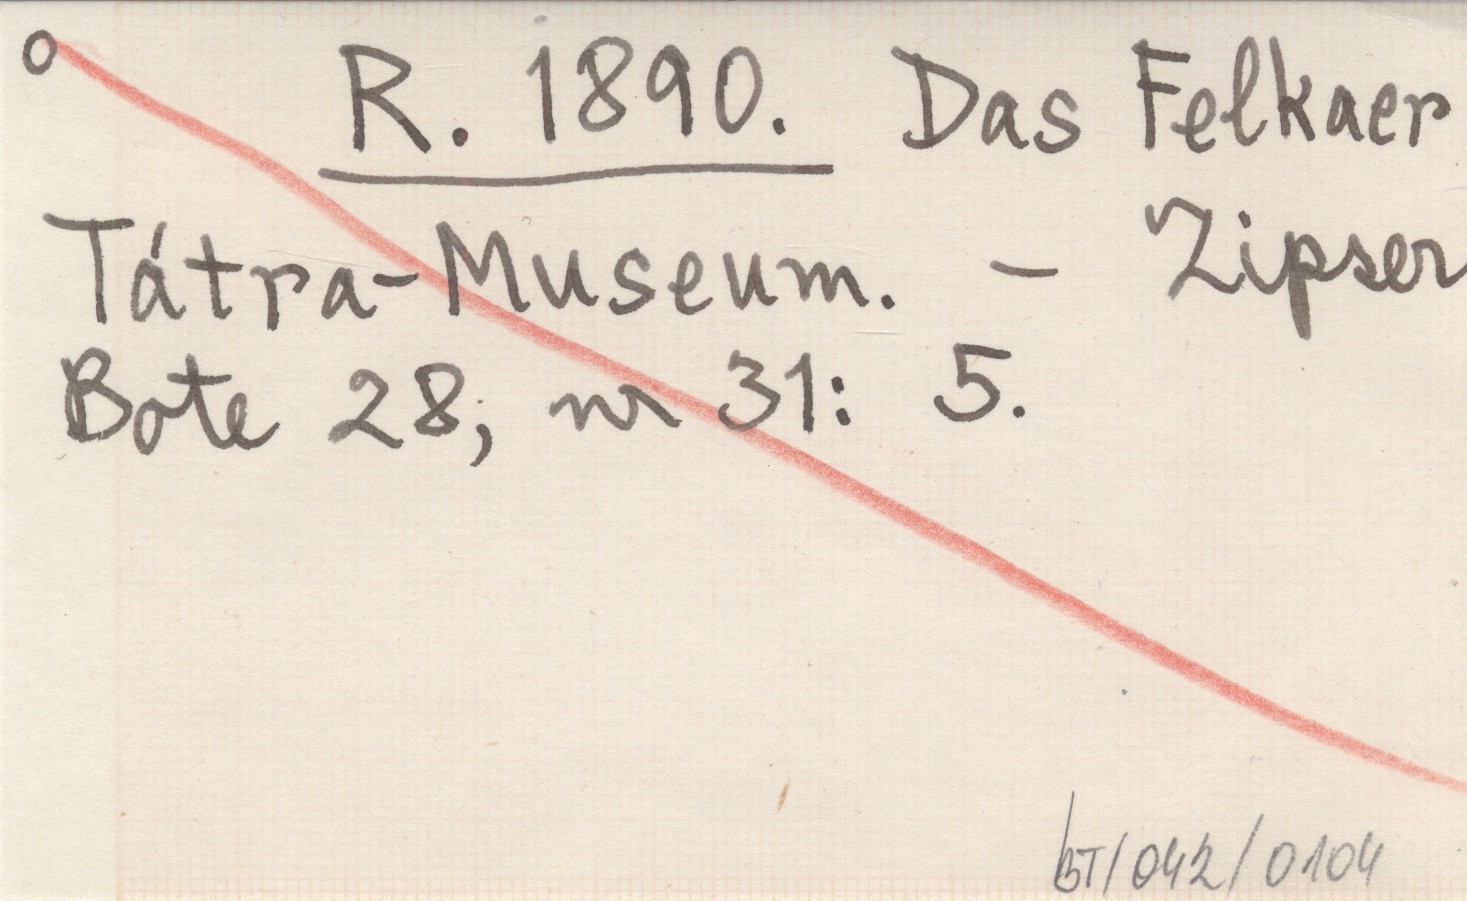 o R. 1890. Das Felkaer
Tátra-Museum. – Zipser
Bote 28, nr 31: 5.
BT/042/0104